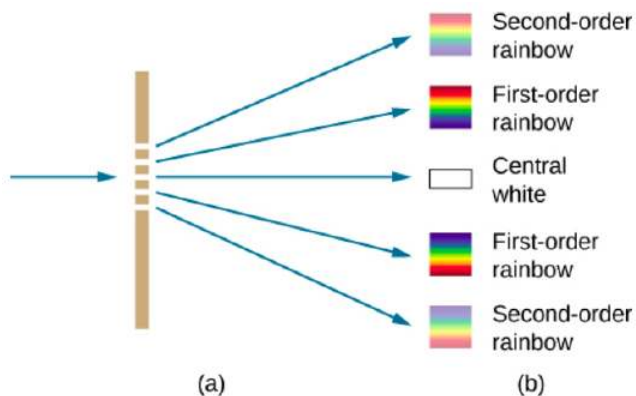 Second-order
rainbow
First-order
rainbow
Central
white
First-order
rainbow
Second-order
rainbow
(a)
(b)